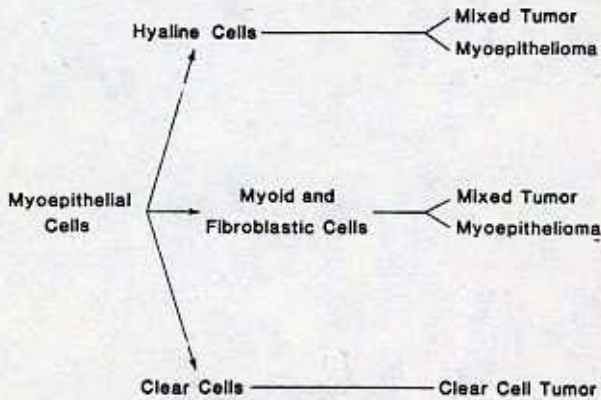 Hyaline Cells
Mixed Tumor
Myoepithelioma
Myoepithelial
Cells
Myoid and
Fibroblastic Cells
Mixed Tumor
Myoepithelioma
Clear Cells
Clear Cell Tumor